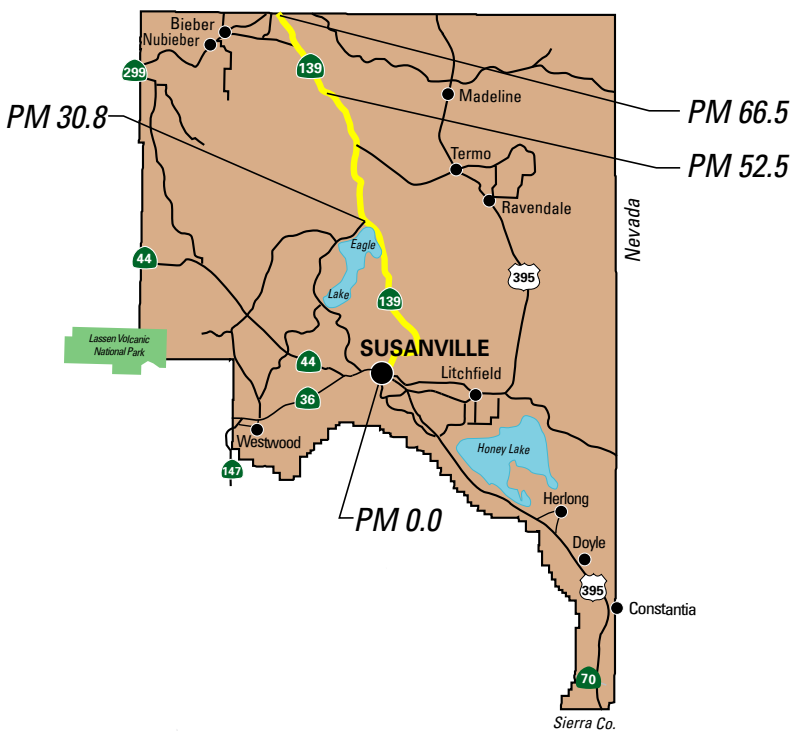 Bieber
Nubieber
139
299
Madeline
PM 66.5
PM 30.8
PM 52.5
Termo
Ravendale
Nevada
Eagle
44
395
Lake
139
Lassen Volcanic
National Park
SUSANVILLE
44
Litchfield
36
Westwood
Honey Lake
147
Herlong
PM 0.0
Doyle
395
Constantia
70
Sierra Co.